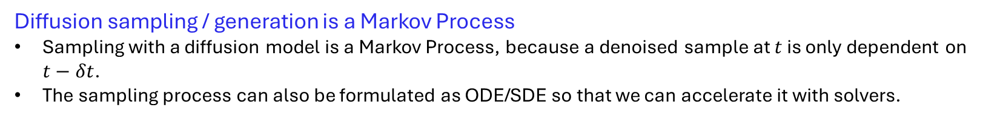 Diffusion sampling / generation is a Markov Process
• Sampling with a diffusion model is a Markov Process, because a denoised sample at 𝑡 is only dependent on
𝑡 − 𝛿𝑡.
• The sampling process can also be formulated as ODE/SDE so that we can accelerate it with solvers.